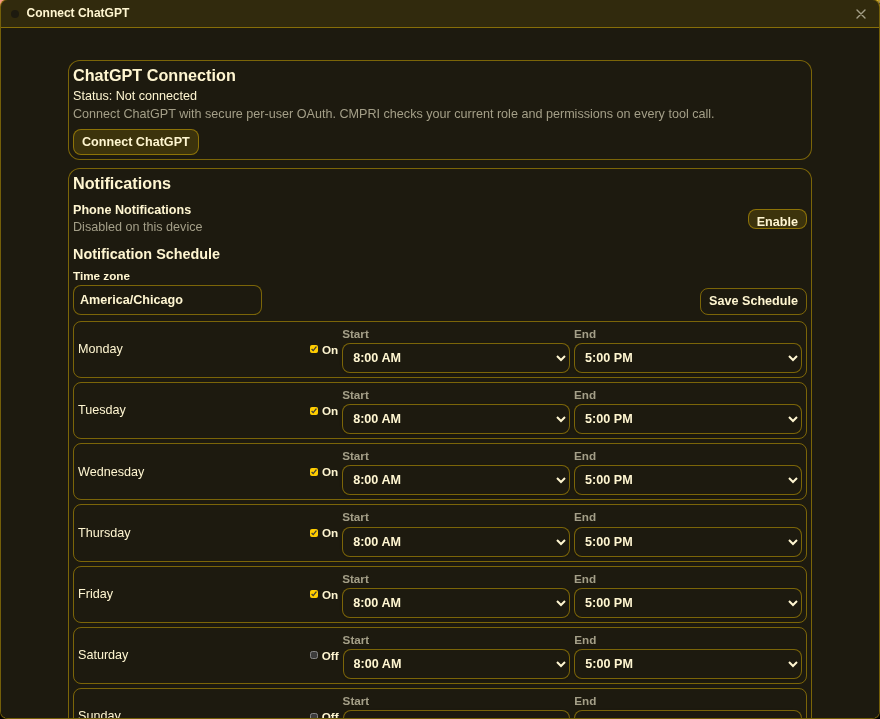 Connect ChatGPT
ChatGPT Connection
Status: Not connected
Connect ChatGPT with secure per-user OAuth. CMPRI checks your current role and permissions on every tool call.
Connect ChatGPT
Notifications
Phone Notifications
Disabled on this device
Enable
Notification Schedule
Time zone
America/Chicago
Save Schedule
Start End
Monday On 8:00 AM 5:00 PM
Start End
Tuesday On 8:00 AM 5:00 PM
Start End
Wednesday On 8:00 AM 5:00 PM
Start End
Thursday On 8:00 AM 5:00 PM
Start End
Friday On 8:00 AM 5:00 PM
Start End
Saturday Off 8:00 AM 5:00 PM
Start End
Sunday Off